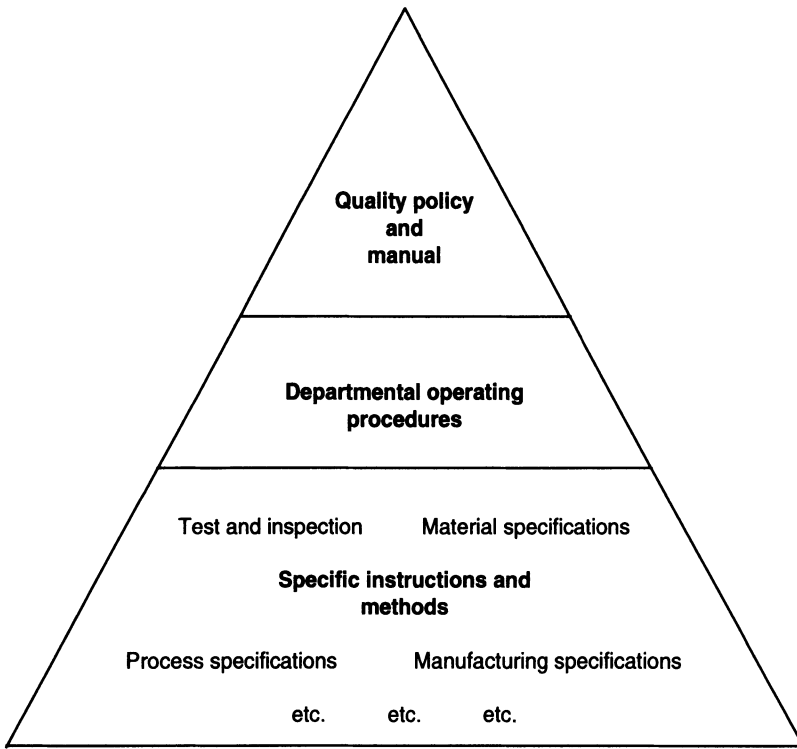 Quality policy
and
manual
Departmental operating
procedures
Test and inspection Material specifications
Specific instructions and
methods
Process specifications Manufacturing specifications
etc. etc. etc.